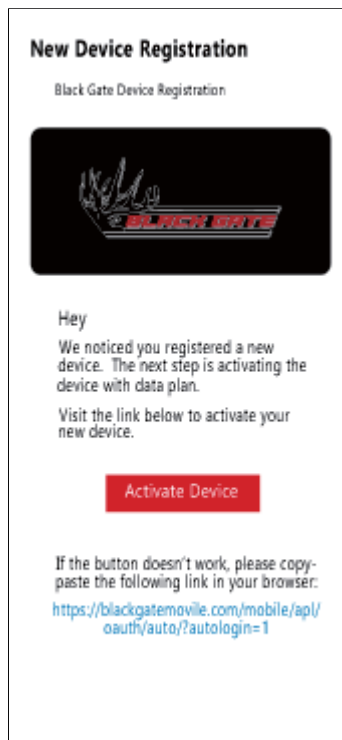 New Device Registration
Black Gate Device Registration
BLACK GATE
Hey
We noticed you registered a new
device. The next step is activating the
device with data plan.
Visit the link below to activate your
new device.
Activate Device
If the button doesn't work, please copy-
paste the following link in your browser:
https://blackgatemovile.com/mobile/apl/
oauth/auto/?autologin=1